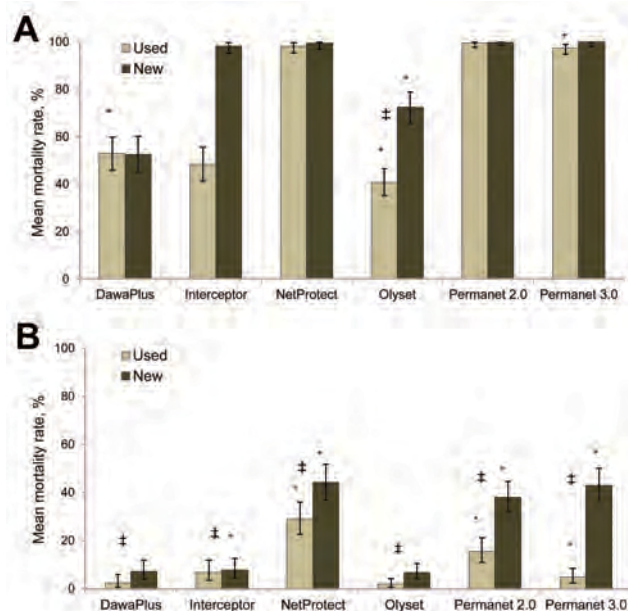 A
Used
New
Mean mortality rate, %
100
80
60
40
20
0
*
‡
*
*
*
DawaPlus Interceptor NetProtect Olyset Permanet 2.0 Permanet 3.0
B
Used
New
Mean mortality rate, %
100
80
60
40
20
0
‡
‡ *
* ‡ *
‡
* ‡ *
* ‡ *
DawaPlus Interceptor NetProtect Olyset Permanet 2.0 Permanet 3.0